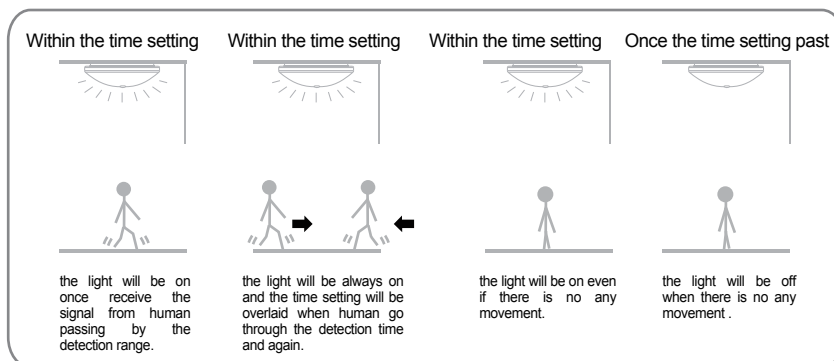 Within the time setting
the light will be on
once receive the
signal from human
passing by the
detection range.
Within the time setting
the light will be always on
and the time setting will be
overlaid when human go
through the detection time
and again.
Within the time setting
the light will be on even
if there is no any
movement.
Once the time setting past
the light will be off
when there is no any
movement .